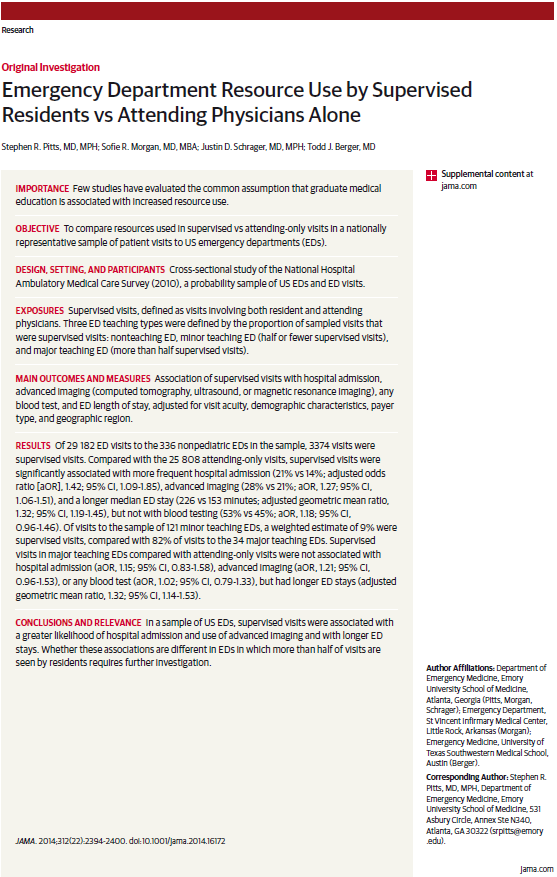 Research
Original Investigation
Emergency Department Resource Use by Supervised
Residents vs Attending Physicians Alone
Stephen R. Pitts, MD, MPH; Sofie R. Morgan, MD, MBA; Justin D. Schrager, MD, MPH; Todd J. Berger, MD
IMPORTANCE Few studies have evaluated the common assumption that graduate medical
education is associated with increased resource use.
OBJECTIVE To compare resources used in supervised vs attending-only visits in a nationally
representative sample of patient visits to US emergency departments (EDs).
DESIGN, SETTING, AND PARTICIPANTS Cross-sectional study of the National Hospital
Ambulatory Medical Care Survey (2010), a probability sample of US EDs and ED visits.
EXPOSURES Supervised visits, defined as visits involving both resident and attending
physicians. Three ED teaching types were defined by the proportion of sampled visits that
were supervised visits: nonteaching ED, minor teaching ED (half or fewer supervised visits),
and major teaching ED (more than half supervised visits).
MAIN OUTCOMES AND MEASURES Association of supervised visits with hospital admission,
advanced imaging (computed tomography, ultrasound, or magnetic resonance imaging), any
blood test, and ED length of stay, adjusted for visit acuity, demographic characteristics, payer
type, and geographic region.
RESULTS Of 29 182 ED visits to the 336 nonpediatric EDs in the sample, 3374 visits were
supervised visits. Compared with the 25 808 attending-only visits, supervised visits were
significantly associated with more frequent hospital admission (21% vs 14%; adjusted odds
ratio [aOR], 1.42; 95% CI, 1.09-1.85), advanced imaging (28% vs 21%; aOR, 1.27; 95% CI,
1.06-1.51), and a longer median ED stay (226 vs 153 minutes; adjusted geometric mean ratio,
1.32; 95% CI, 1.19-1.45), but not with blood testing (53% vs 45%; aOR, 1.18; 95% CI,
0.96-1.46). Of visits to the sample of 121 minor teaching EDs, a weighted estimate of 9% were
supervised visits, compared with 82% of visits to the 34 major teaching EDs. Supervised
visits in major teaching EDs compared with attending-only visits were not associated with
hospital admission (aOR, 1.15; 95% CI, 0.83-1.58), advanced imaging (aOR, 1.21; 95% CI,
0.96-1.53), or any blood test (aOR, 1.02; 95% CI, 0.79-1.33), but had longer ED stays (adjusted
geometric mean ratio, 1.32; 95% CI, 1.14-1.53).
CONCLUSIONS AND RELEVANCE In a sample of US EDs, supervised visits were associated with
a greater likelihood of hospital admission and use of advanced imaging and with longer ED
stays. Whether these associations are different in EDs in which more than half of visits are
seen by residents requires further investigation.
JAMA. 2014;312(22):2394-2400. doi:10.1001/jama.2014.16172
Supplemental content at
jama.com
Author Affiliations: Department of
Emergency Medicine, Emory
University School of Medicine,
Atlanta, Georgia (Pitts, Morgan,
Schrager); Emergency Department,
St Vincent Infirmary Medical Center,
Little Rock, Arkansas (Morgan);
Emergency Medicine, University of
Texas Southwestern Medical School,
Austin (Berger).
Corresponding Author: Stephen R.
Pitts, MD, MPH, Department of
Emergency Medicine, Emory
University School of Medicine, 531
Asbury Circle, Annex Ste N340,
Atlanta, GA 30322 (srpitts@emory
.edu).
jama.com